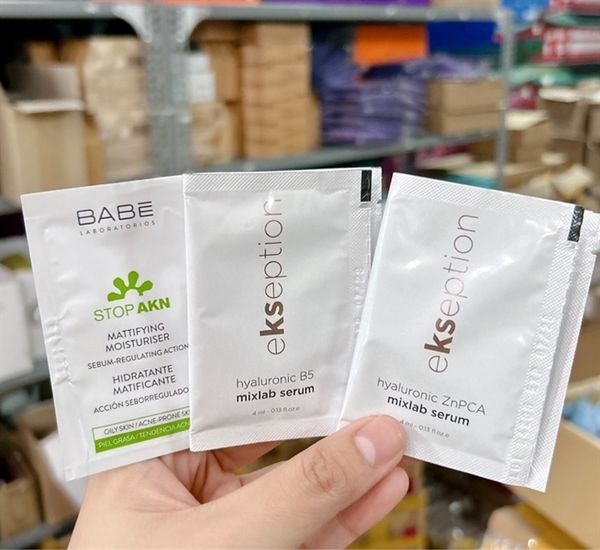 BABÉ
LABORATORIOS
STOP AKN
MATTIFYING
MOISTURISER
SEBUM-REGULATING ACTION
HIDRATANTE
MATIFICANTE
ACCIÓN SEBORREGULADO
OILY SKIN / ACNE-PRONE SK
PIEL GRASA / TENDENCIA ACN
ekseption
hyaluronic B5
mixlab serum
4 ml - 0.13 fl.oz.e
ekseption
hyaluronic ZnPCA
mixlab serum
4 ml - 0.13 fl.oz.e